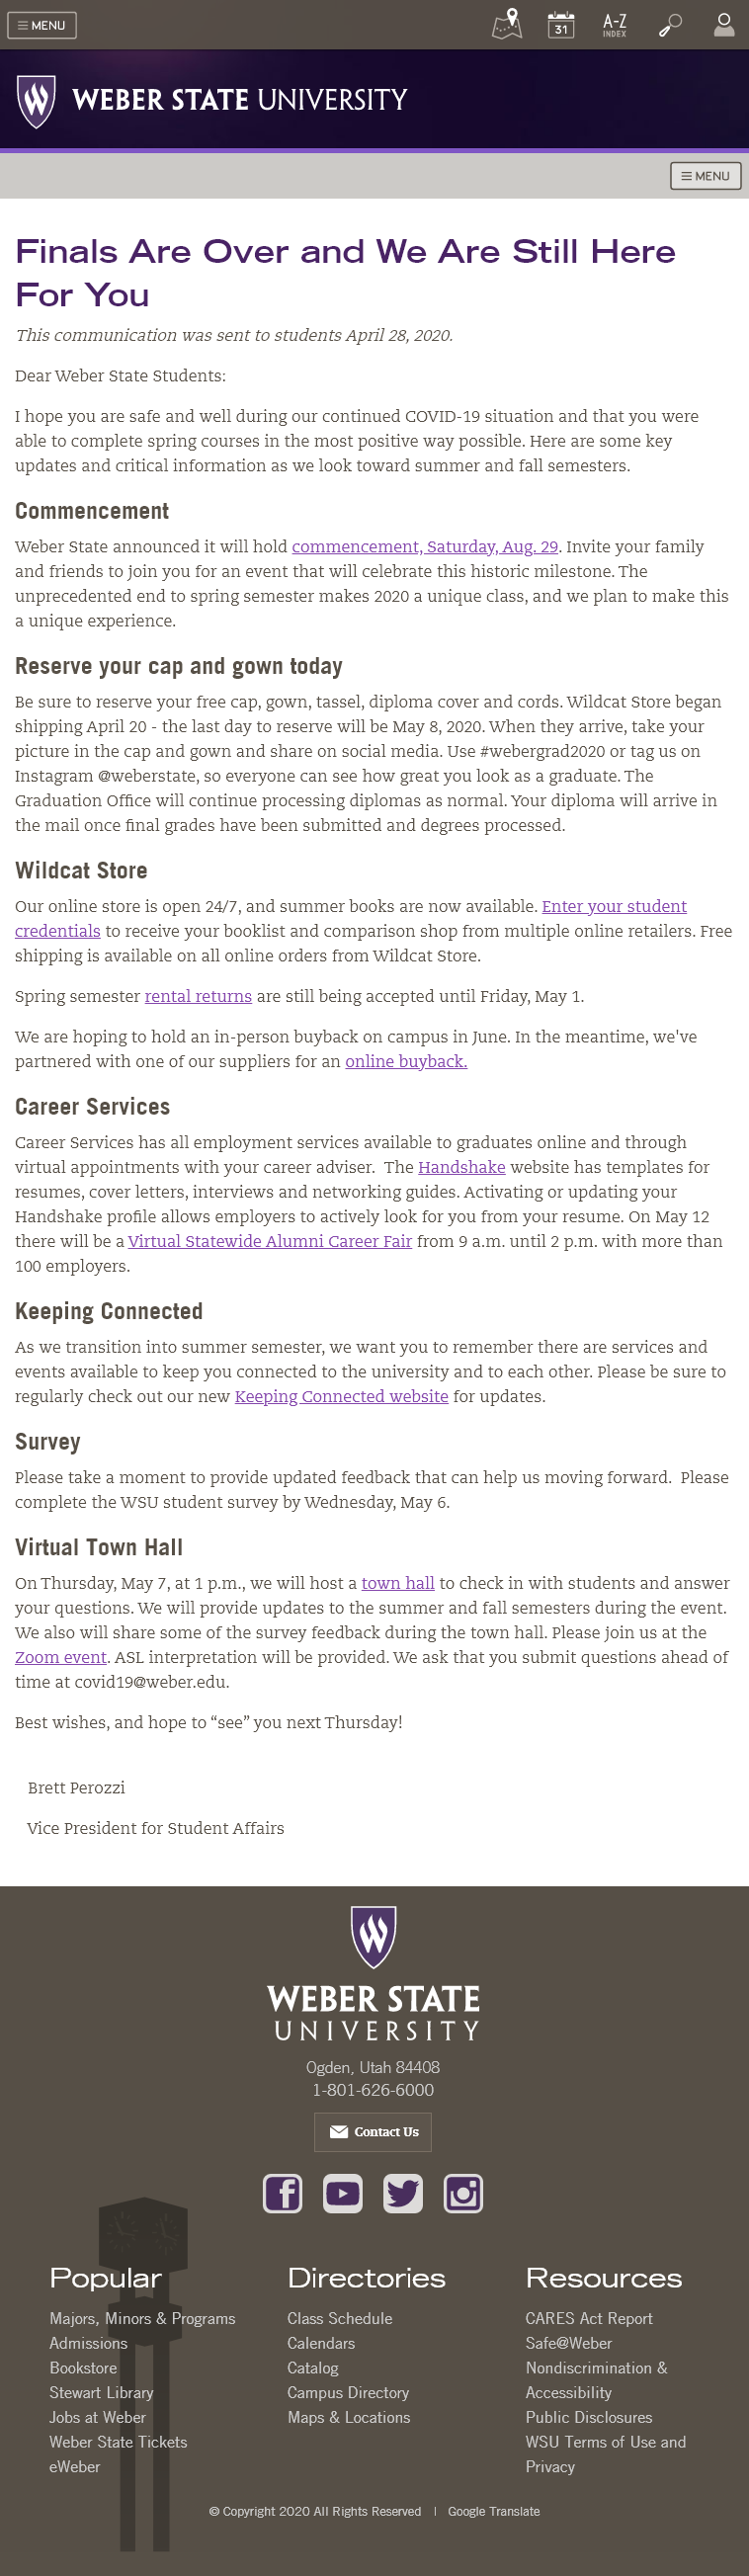 MENU
31
A-Z
INDEX
WEBER STATE UNIVERSITY
MENU
Finals Are Over and We Are Still Here
For You
This communication was sent to students April 28, 2020.
Dear Weber State Students:
I hope you are safe and well during our continued COVID-19 situation and that you were
able to complete spring courses in the most positive way possible. Here are some key
updates and critical information as we look toward summer and fall semesters.
Commencement
Weber State announced it will hold commencement, Saturday, Aug. 29. Invite your family
and friends to join you for an event that will celebrate this historic milestone. The
unprecedented end to spring semester makes 2020 a unique class, and we plan to make this
a unique experience.
Reserve your cap and gown today
Be sure to reserve your free cap, gown, tassel, diploma cover and cords. Wildcat Store began
shipping April 20 - the last day to reserve will be May 8, 2020. When they arrive, take your
picture in the cap and gown and share on social media. Use #webergrad2020 or tag us on
Instagram @weberstate, so everyone can see how great you look as a graduate. The
Graduation Office will continue processing diplomas as normal. Your diploma will arrive in
the mail once final grades have been submitted and degrees processed.
Wildcat Store
Our online store is open 24/7, and summer books are now available. Enter your student
credentials to receive your booklist and comparison shop from multiple online retailers. Free
shipping is available on all online orders from Wildcat Store.
Spring semester rental returns are still being accepted until Friday, May 1.
We are hoping to hold an in-person buyback on campus in June. In the meantime, we've
partnered with one of our suppliers for an online buyback.
Career Services
Career Services has all employment services available to graduates online and through
virtual appointments with your career adviser.  The Handshake website has templates for
resumes, cover letters, interviews and networking guides. Activating or updating your
Handshake profile allows employers to actively look for you from your resume. On May 12
there will be a Virtual Statewide Alumni Career Fair from 9 a.m. until 2 p.m. with more than
100 employers.
Keeping Connected
As we transition into summer semester, we want you to remember there are services and
events available to keep you connected to the university and to each other. Please be sure to
regularly check out our new Keeping Connected website for updates.
Survey
Please take a moment to provide updated feedback that can help us moving forward.  Please
complete the WSU student survey by Wednesday, May 6.
Virtual Town Hall
On Thursday, May 7, at 1 p.m., we will host a town hall to check in with students and answer
your questions. We will provide updates to the summer and fall semesters during the event.
We also will share some of the survey feedback during the town hall. Please join us at the
Zoom event. ASL interpretation will be provided. We ask that you submit questions ahead of
time at covid19@weber.edu.
Best wishes, and hope to “see” you next Thursday!
Brett Perozzi
Vice President for Student Affairs
WEBER STATE
UNIVERSITY
Ogden, Utah 84408
1-801-626-6000
Contact Us
Popular
Majors, Minors & Programs
Admissions
Bookstore
Stewart Library
Jobs at Weber
Weber State Tickets
eWeber
Directories
Class Schedule
Calendars
Catalog
Campus Directory
Maps & Locations
Resources
CARES Act Report
Safe@Weber
Nondiscrimination &
Accessibility
Public Disclosures
WSU Terms of Use and
Privacy
© Copyright 2020 All Rights Reserved | Google Translate